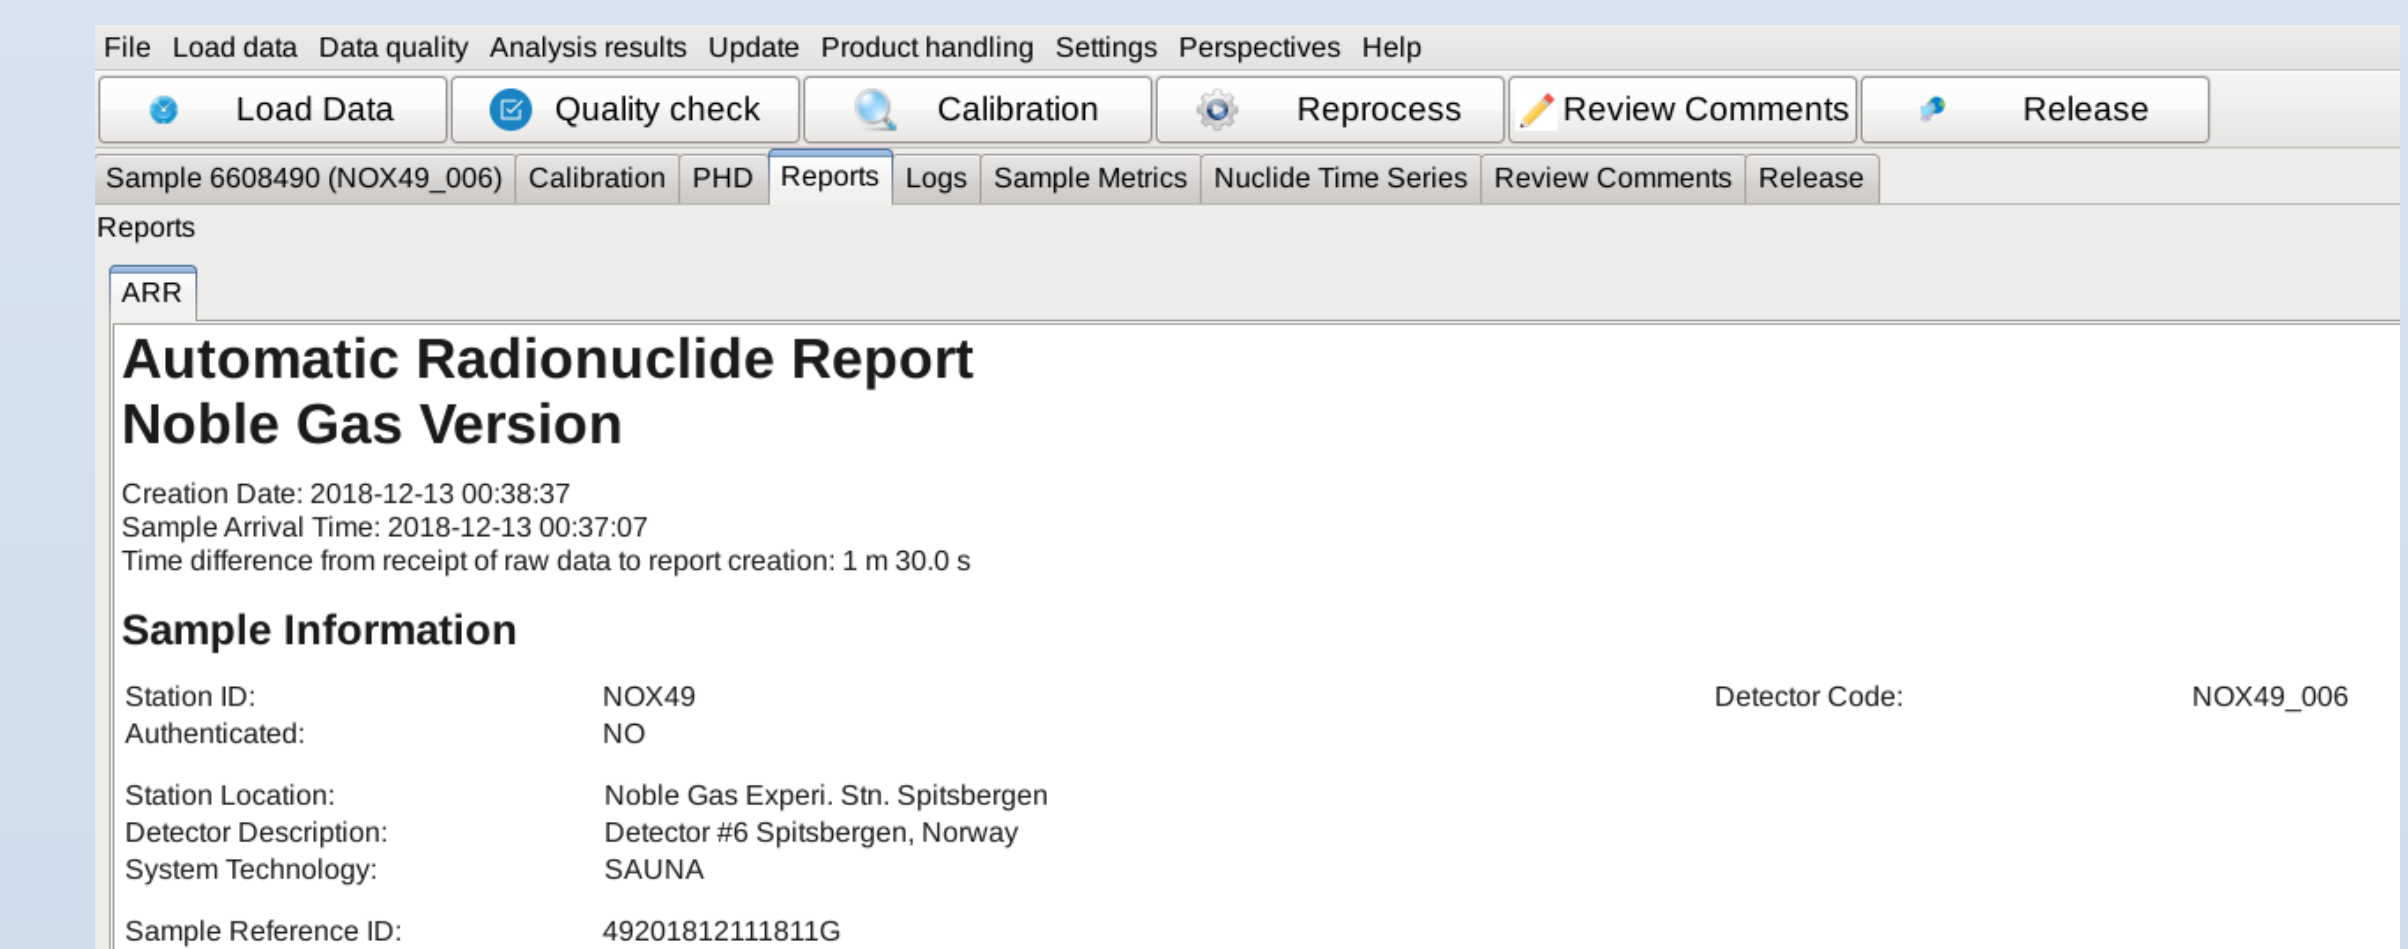 File Load data Data quality Analysis results Update Product handling Settings Perspectives Help
Load Data Quality check Calibration Reprocess Review Comments Release
Sample 6608490 (NOX49_006) Calibration PHD Reports Logs Sample Metrics Nuclide Time Series Review Comments Release
Reports
ARR
Automatic Radionuclide Report
Noble Gas Version
Creation Date: 2018-12-13 00:38:37
Sample Arrival Time: 2018-12-13 00:37:07
Time difference from receipt of raw data to report creation: 1 m 30.0 s
Sample Information
Station ID: NOX49 Detector Code: NOX49_006
Authenticated: NO
Station Location: Noble Gas Experi. Stn. Spitsbergen
Detector Description: Detector #6 Spitsbergen, Norway
System Technology: SAUNA
Sample Reference ID: 49201812111811G